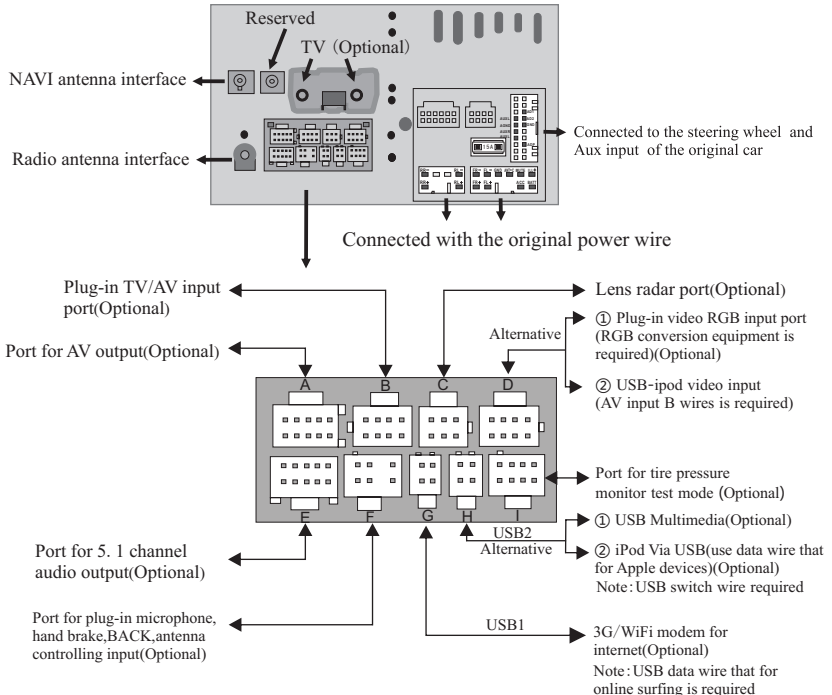 Reserved
TV (Optional)
NAVI antenna interface
Radio antenna interface
15A
Connected to the steering wheel and
Aux input of the original car
Connected with the original power wire
Plug-in TV/AV input
port(Optional)
Port for AV output(Optional)
Lens radar port(Optional)
Alternative
① Plug-in video RGB input port
(RGB conversion equipment is
required)(Optional)
② USB-ipod video input
(AV input B wires is required)
A B C D
E F G H I
Port for tire pressure
monitor test mode (Optional)
USB2
Alternative
① USB Multimedia(Optional)
② iPod Via USB(use data wire that
for Apple devices)(Optional)
Note:USB switch wire required
Port for 5. 1 channel
audio output(Optional)
Port for plug-in microphone,
hand brake,BACK,antenna
controlling input(Optional)
USB1
3G/WiFi modem for
internet(Optional)
Note:USB data wire that for
online surfing is required